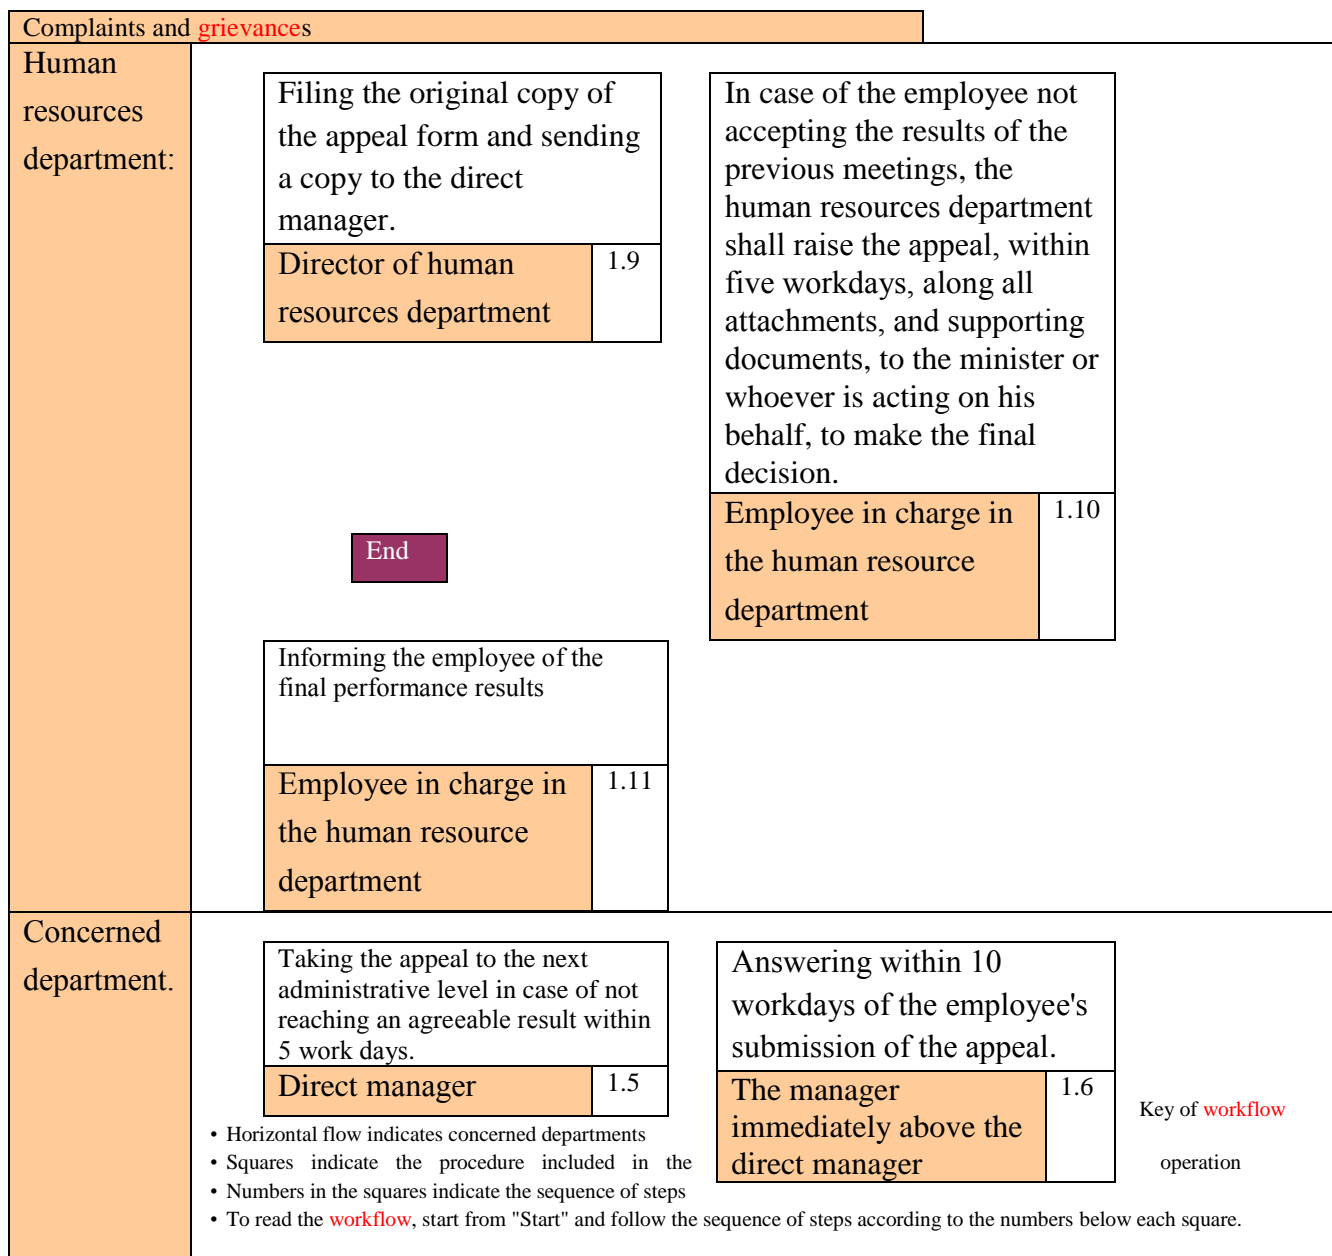 Complaints and grievances
Human
resources
department:
Filing the original copy of
the appeal form and sending
a copy to the direct
manager.
Director of human
resources department
1.9
In case of the employee not
accepting the results of the
previous meetings, the
human resources department
shall raise the appeal, within
five workdays, along all
attachments, and supporting
documents, to the minister or
whoever is acting on his
behalf, to make the final
decision.
Employee in charge in
the human resource
department
1.10
End
Informing the employee of the
final performance results
Employee in charge in
the human resource
department
1.11
Concerned
department.
Taking the appeal to the next
administrative level in case of not
reaching an agreeable result within
5 work days.
Direct manager
1.5
Answering within 10
workdays of the employee's
submission of the appeal.
The manager
immediately above the
direct manager
1.6
Key of workflow
• Horizontal flow indicates concerned departments
• Squares indicate the procedure included in the operation
• Numbers in the squares indicate the sequence of steps
• To read the workflow, start from "Start" and follow the sequence of steps according to the numbers below each square.